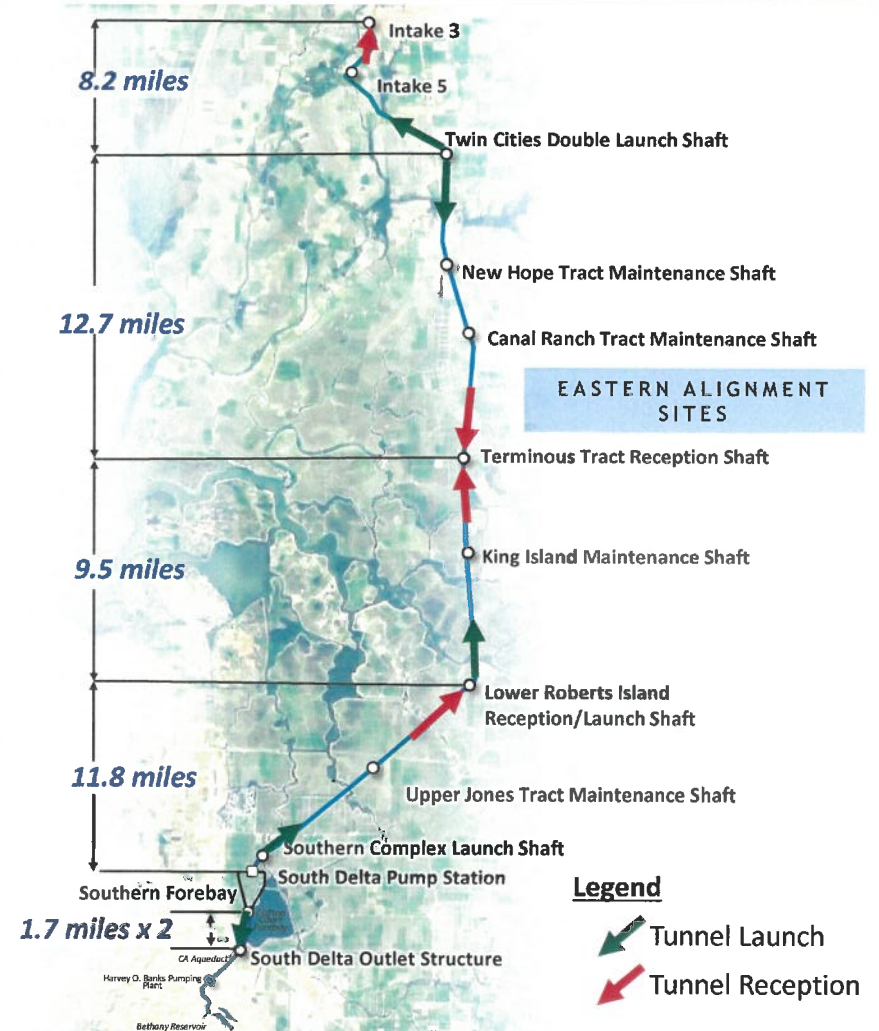 Intake 3
8.2 miles
Intake 5
Twin Cities Double Launch Shaft
New Hope Tract Maintenance Shaft
12.7 miles
Canal Ranch Tract Maintenance Shaft
EASTERN ALIGNMENT
SITES
Terminous Tract Reception Shaft
King Island Maintenance Shaft
9.5 miles
Lower Roberts Island
Reception/Launch Shaft
11.8 miles
Upper Jones Tract Maintenance Shaft
Southern Complex Launch Shaft
South Delta Pump Station
Southern Forebay
1.7 miles x 2
CA Aqueduct
South Delta Outlet Structure
Harvey O. Banks Pumping
Plant
Bethany Reservoir
Legend
Tunnel Launch
Tunnel Reception